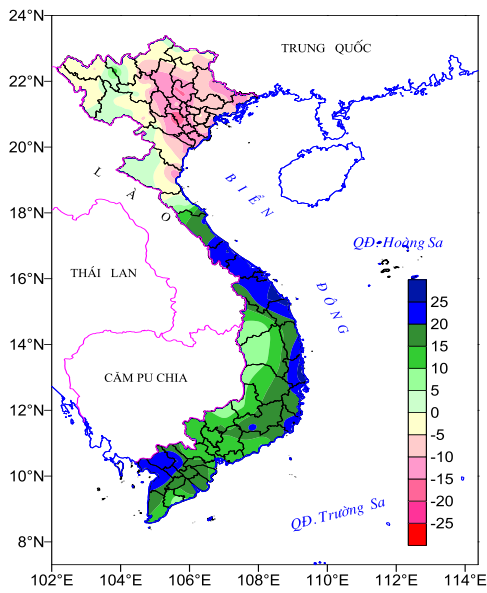 24°N
TRUNG QUỐC
22°N
20°N
LÀO
BIỂN
18°N
QĐ. Hoàng Sa
THÁI LAN
16°N
ĐÔNG
25
20
15
14°N
10
5
CĂM PU CHIA
0
12°N
-5
-10
10°N
-15
-20
QĐ. Trường Sa
-25
8°N
102°E 104°E 106°E 108°E 110°E 112°E 114°E